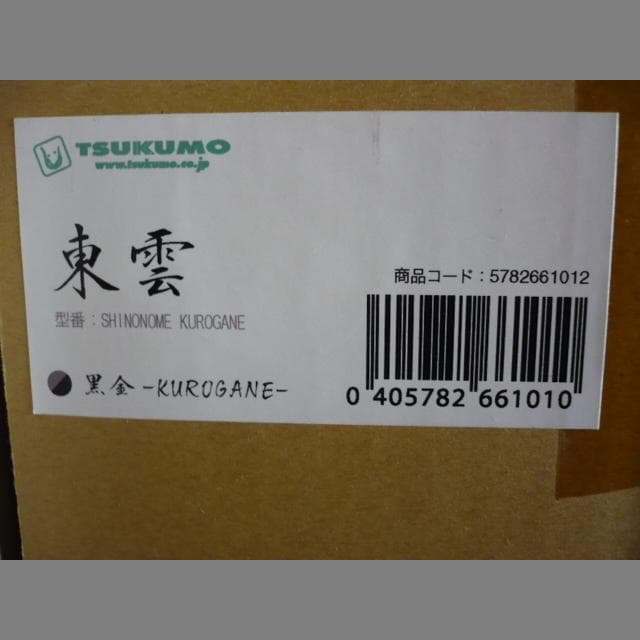 TSUKUMO
www.tsukumo.co.jp
東雲
型番：SHINONOME KUROGANE
黒金 -KUROGANE-
商品コード：5782661012
0 405782 661010